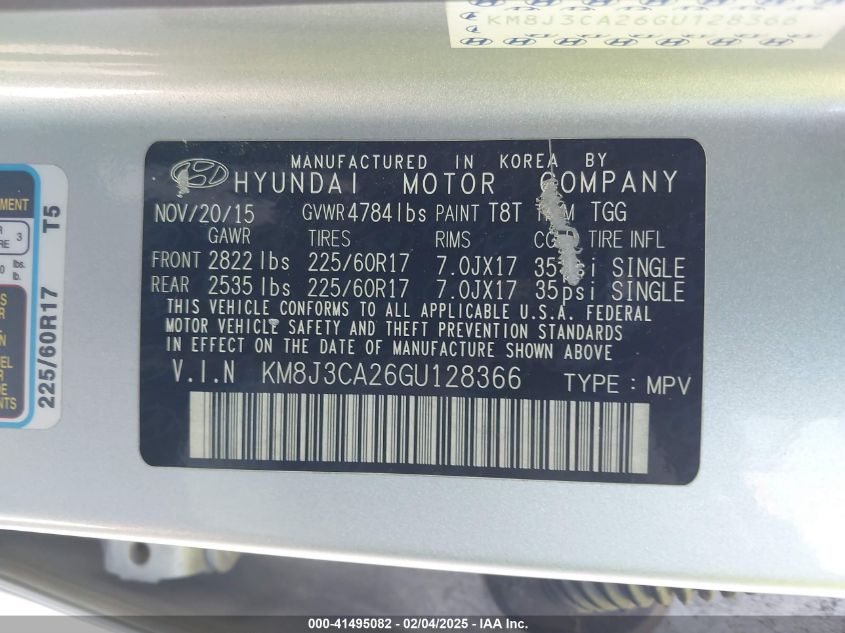 KM8J3CA26GU128366
MANUFACTURED IN KOREA BY
HYUNDAI MOTOR COMPANY
NOV/20/15 GVWR 4784 lbs PAINT T8T TGG
GAWR TIRES RIMS TIRE INFL
FRONT 2822 lbs 225/60R17 7.0JX17 SINGLE
REAR 2535 lbs 225/60R17 7.0JX17 35psi SINGLE
THIS VEHICLE CONFORMS TO ALL APPLICABLE U.S.A. FEDERAL
MOTOR VEHICLE SAFETY AND THEFT PREVENTION STANDARDS
IN EFFECT ON THE DATE OF MANUFACTURE SHOWN ABOVE
V.I.N KM8J3CA26GU128366 TYPE : MPV
225/60R17 T5
3
lbs.
lb.
000-41495082 - 02/04/2025 - IAA Inc.